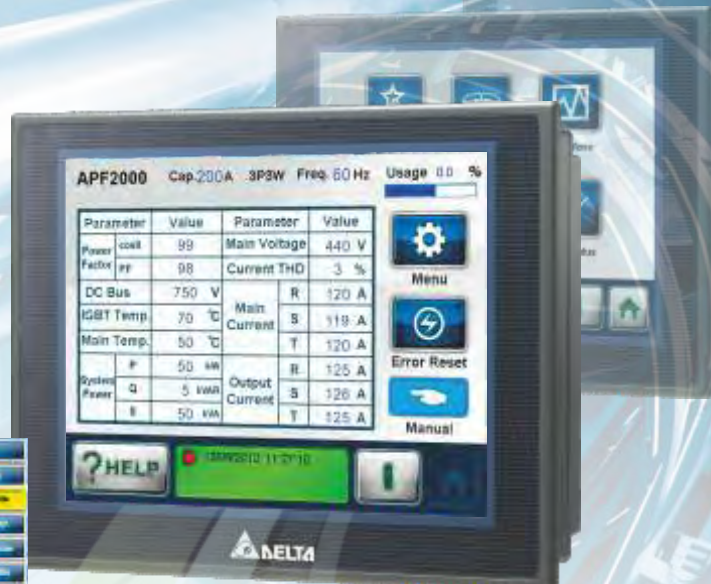 APF2000 Cap.200A 3P3W Freq. 60 Hz Usage 0.0 %
Parameter Value Parameter Value
Power Factor cosθ 99 Main Voltage 440 V
PF 98 Current THD 3 %
Menu
DC Bus 750 V Main Current R 120 A
IGBT Temp. 70 ℃ S 119 A
Main Temp. 50 ℃ T 120 A
Error Reset
System Power P 50 kW Output Current R 125 A
Q 5 kVAR S 126 A
S 50 kVA T 125 A
Manual
?HELP
DELTA